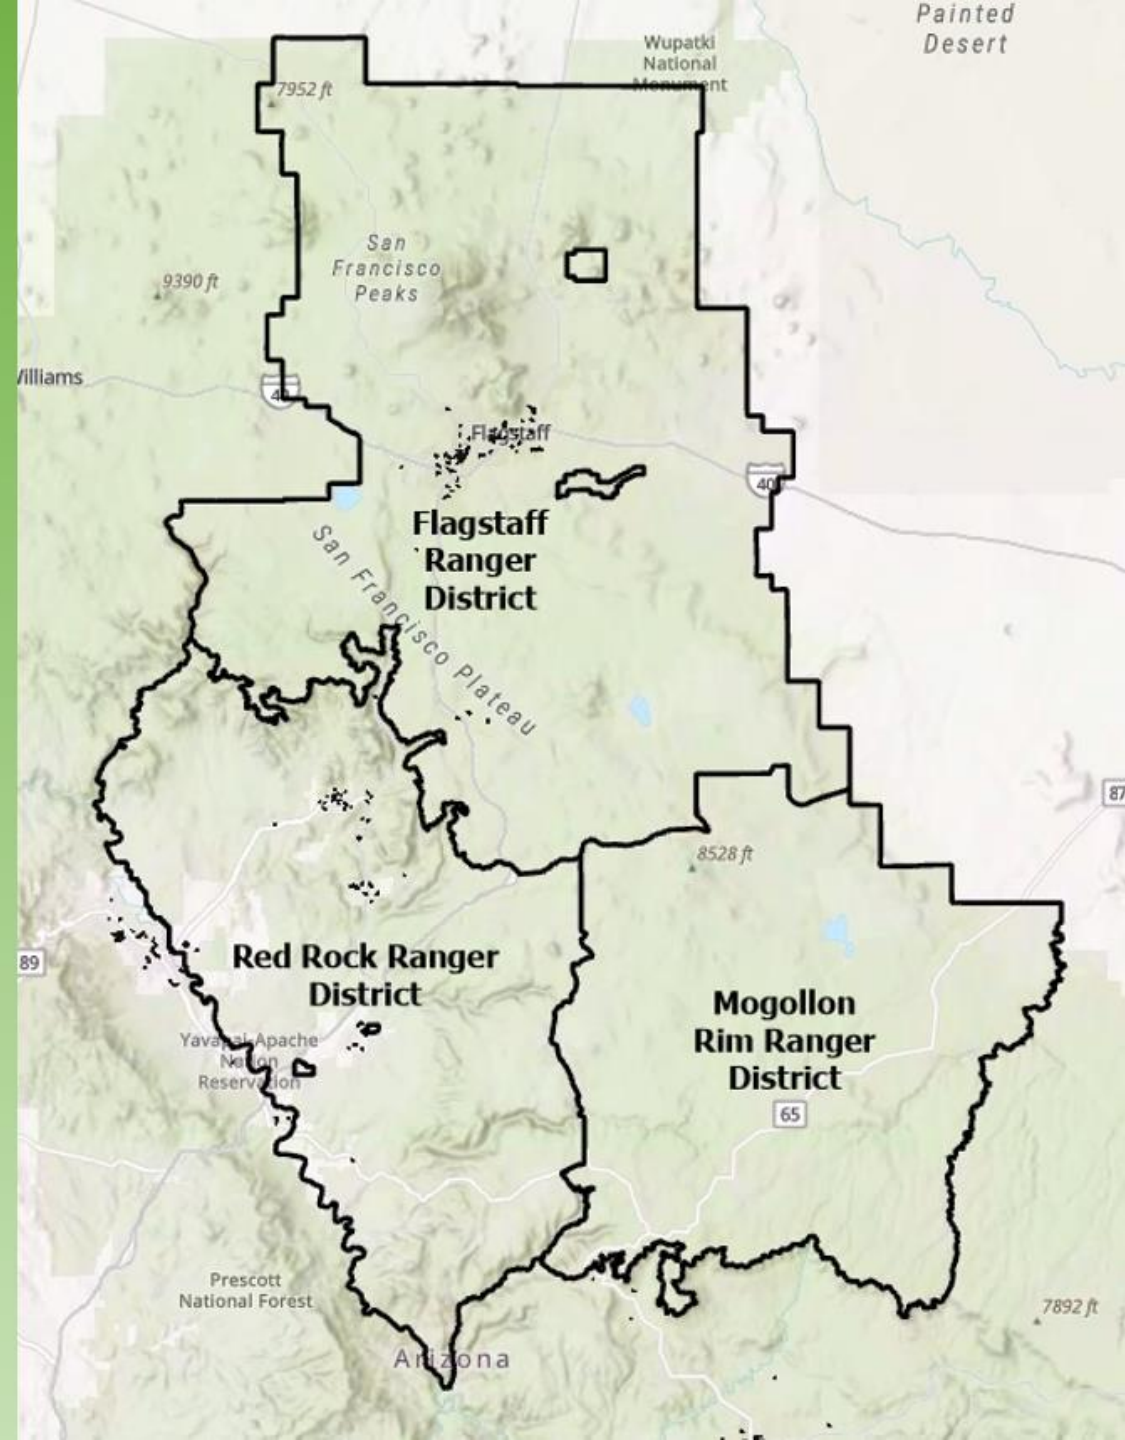 Painted
Desert
Wupatki
National
Monument
7952 ft
San
Francisco
Peaks
9390 ft
Williams
40
Flagstaff
40
Flagstaff
Ranger
District
San Francisco Plateau
87
8528 ft
89
Red Rock Ranger
District
Mogollon
Rim Ranger
District
Yavapai-Apache
Nation
Reservation
65
Prescott
National Forest
7892 ft
Arizona